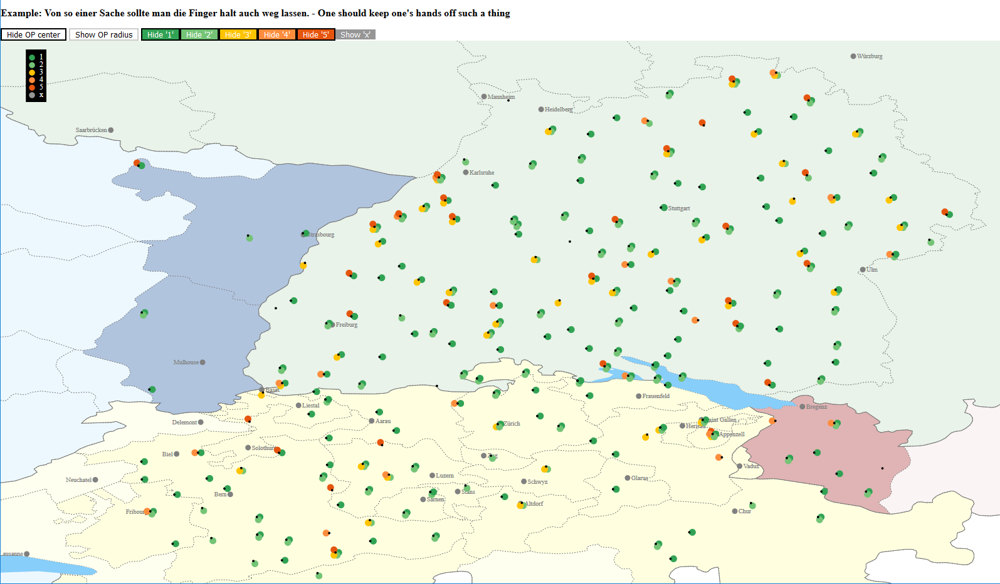 Example: Von so einer Sache sollte man die Finger halt auch weg lassen. - One should keep one's hands off such a thing
Hide OP center Show OP radius Hide '1' Hide '2' Hide '3' Hide '4' Hide '5' Show 'x'
1
2
3
4
5
x
Würzburg
Mannheim
Heidelberg
Saarbrücken
Karlsruhe
Stuttgart
Strasbourg
Ulm
Freiburg
Mulhouse
Basel
Frauenfeld
Liestal
Bregenz
Delemont
Aarau
Zürich
aint Gallen
Herisau
Appenzell
Solothurn
Biel
Zug
Vaduz
Neuchatel
Luzern
Schwyz
Glarus
Bern
Stans
Sarnen
Altdorf
Fribourg
Chur
ausanne